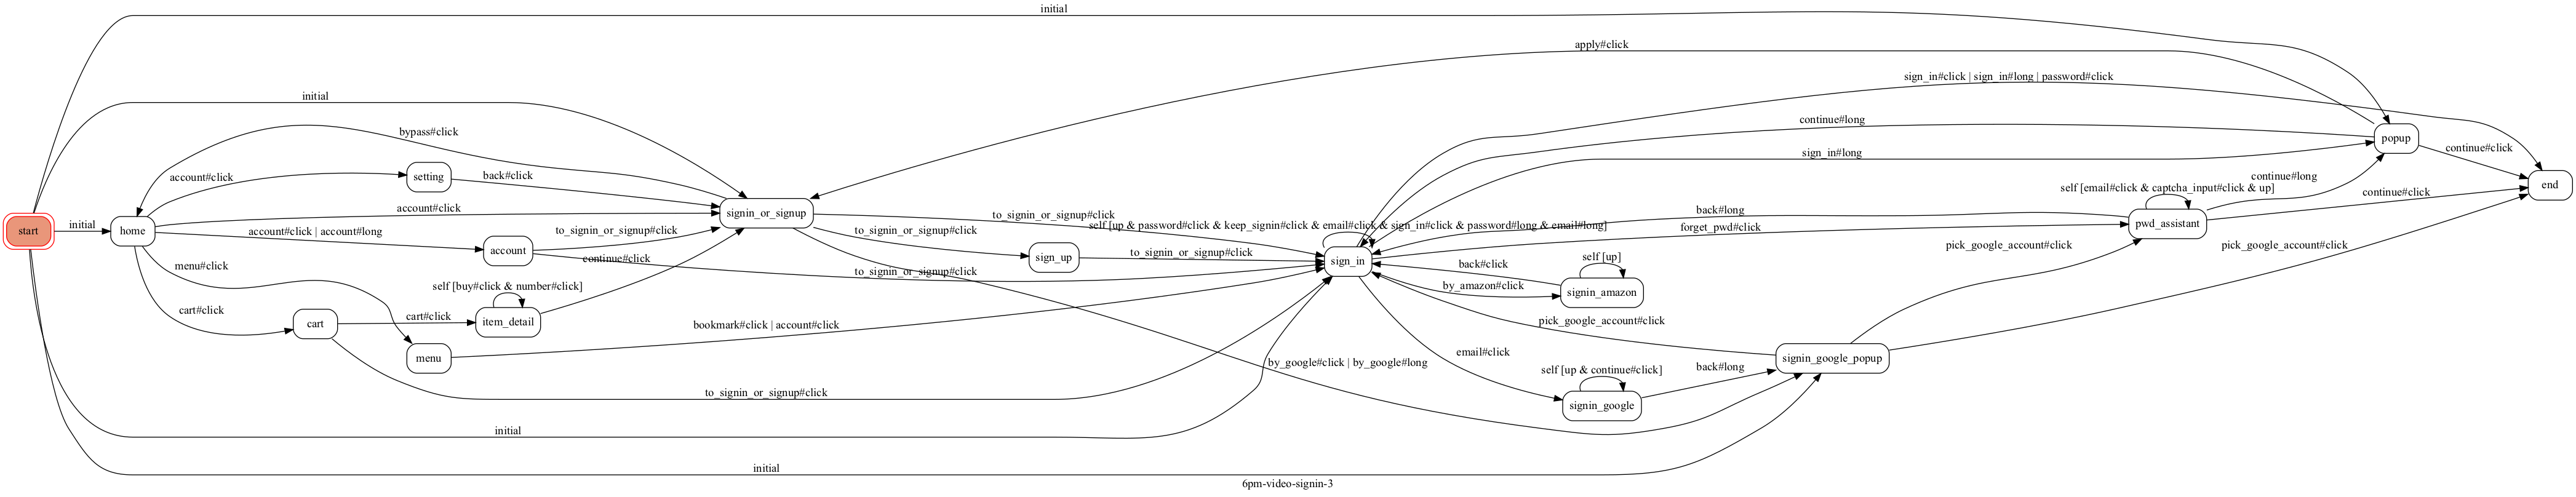 initial
apply#click
sign_in#click | sign_in#long | password#click
initial
continue#long
bypass#click
popup
continue#click
sign_in#long
account#click
setting
back#click
continue#long
end
self [email#click & captcha_input#click & up]
continue#click
account#click
signin_or_signup
to_signin_or_signup#click
back#long
pwd_assistant
start
initial
home
account#click | account#long
to_signin_or_signup#click
to_signin_or_signup#click
self [up & password#click & keep_signin#click & email#click & sign_in#click & password#long & email#long]
forget_pwd#click
account
continue#click
sign_up
to_signin_or_signup#click
sign_in
pick_google_account#click
pick_google_account#click
menu#click
to_signin_or_signup#click
back#click
self [up]
by_amazon#click
signin_amazon
self [buy#click & number#click]
cart#click
cart
cart#click
item_detail
bookmark#click | account#click
pick_google_account#click
menu
by_google#click | by_google#long
email#click
signin_google_popup
self [up & continue#click]
back#long
to_signin_or_signup#click
signin_google
initial
initial
6pm-video-signin-3